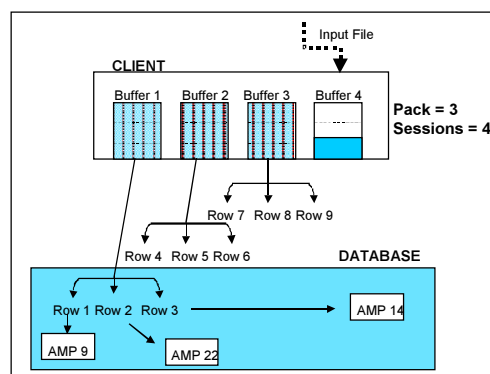 Input File
CLIENT
Buffer 1 Buffer 2 Buffer 3 Buffer 4
Pack = 3
Sessions = 4
Row 7 Row 8 Row 9
Row 4 Row 5 Row 6
DATABASE
Row 1 Row 2 Row 3
AMP 14
AMP 9
AMP 22